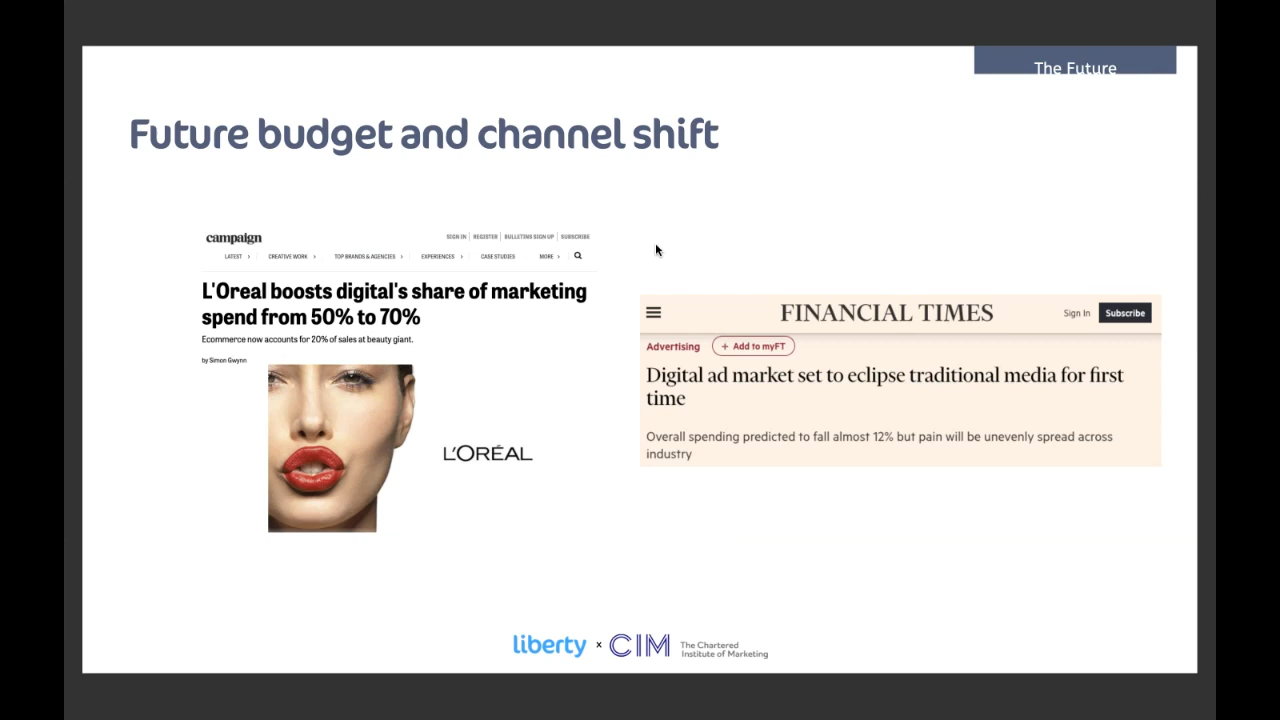 The Future
Future budget and channel shift
campaign
SIGN IN | REGISTER | BULLETINS SIGN UP | SUBSCRIBE
LATEST > CREATIVE WORK > TOP BRANDS & AGENCIES > EXPERIENCES > CASE STUDIES MORE >
L'Oreal boosts digital's share of marketing
spend from 50% to 70%
Ecommerce now accounts for 20% of sales at beauty giant.
by Simon Gwynn
L'ORÉAL
FINANCIAL TIMES
Sign In Subscribe
Advertising + Add to myFT
Digital ad market set to eclipse traditional media for first
time
Overall spending predicted to fall almost 12% but pain will be unevenly spread across
industry
liberty x CIM The Chartered
Institute of Marketing